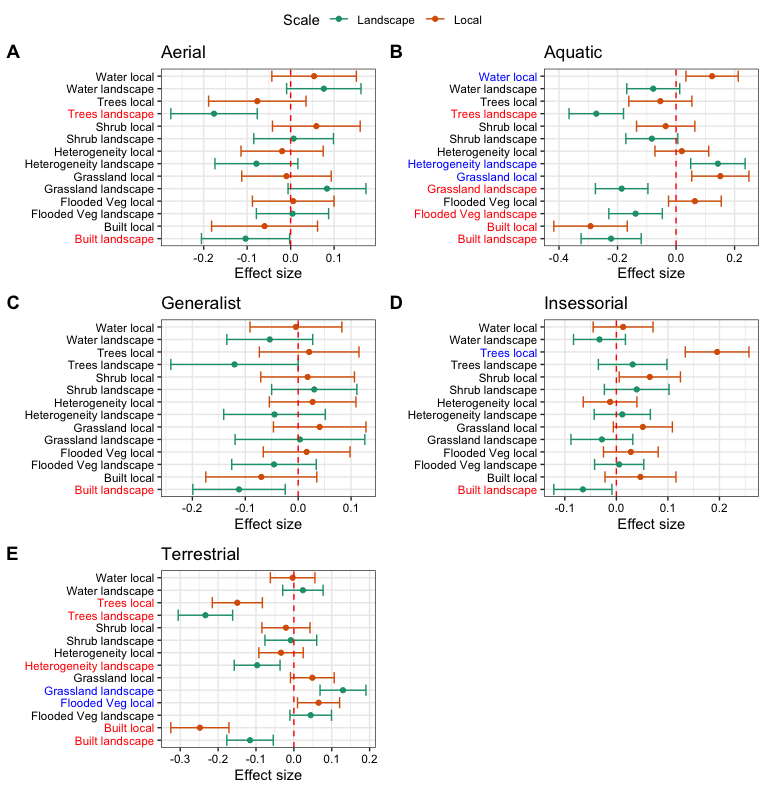 Scale Landscape Local
A Aerial
Water local
Water landscape
Trees local
Trees landscape
Shrub local
Shrub landscape
Heterogeneity local
Heterogeneity landscape
Grassland local
Grassland landscape
Flooded Veg local
Flooded Veg landscape
Built local
Built landscape
-0.2 -0.1 0.0 0.1
Effect size
B Aquatic
Water local
Water landscape
Trees local
Trees landscape
Shrub local
Shrub landscape
Heterogeneity local
Heterogeneity landscape
Grassland local
Grassland landscape
Flooded Veg local
Flooded Veg landscape
Built local
Built landscape
-0.4 -0.2 0.0 0.2
Effect size
C Generalist
Water local
Water landscape
Trees local
Trees landscape
Shrub local
Shrub landscape
Heterogeneity local
Heterogeneity landscape
Grassland local
Grassland landscape
Flooded Veg local
Flooded Veg landscape
Built local
Built landscape
-0.2 -0.1 0.0 0.1
Effect size
D Insessorial
Water local
Water landscape
Trees local
Trees landscape
Shrub local
Shrub landscape
Heterogeneity local
Heterogeneity landscape
Grassland local
Grassland landscape
Flooded Veg local
Flooded Veg landscape
Built local
Built landscape
-0.1 0.0 0.1 0.2
Effect size
E Terrestrial
Water local
Water landscape
Trees local
Trees landscape
Shrub local
Shrub landscape
Heterogeneity local
Heterogeneity landscape
Grassland local
Grassland landscape
Flooded Veg local
Flooded Veg landscape
Built local
Built landscape
-0.3 -0.2 -0.1 0.0 0.1 0.2
Effect size